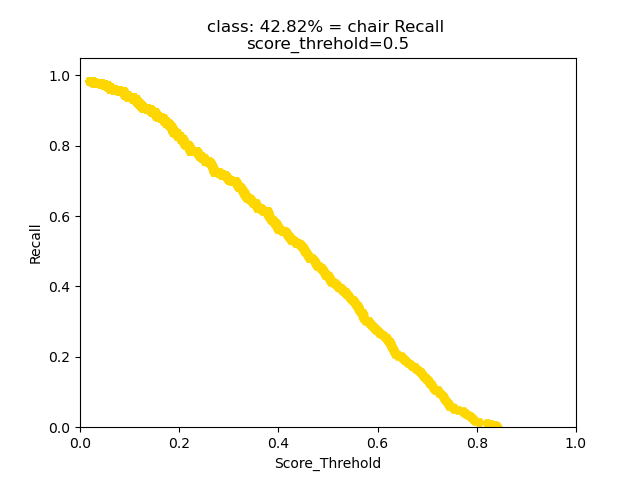 class: 42.82% = chair Recall
score_threhold=0.5
1.0
0.8
0.6
0.4
0.2
0.0
Recall
0.0 0.2 0.4 0.6 0.8 1.0
Score_Threhold